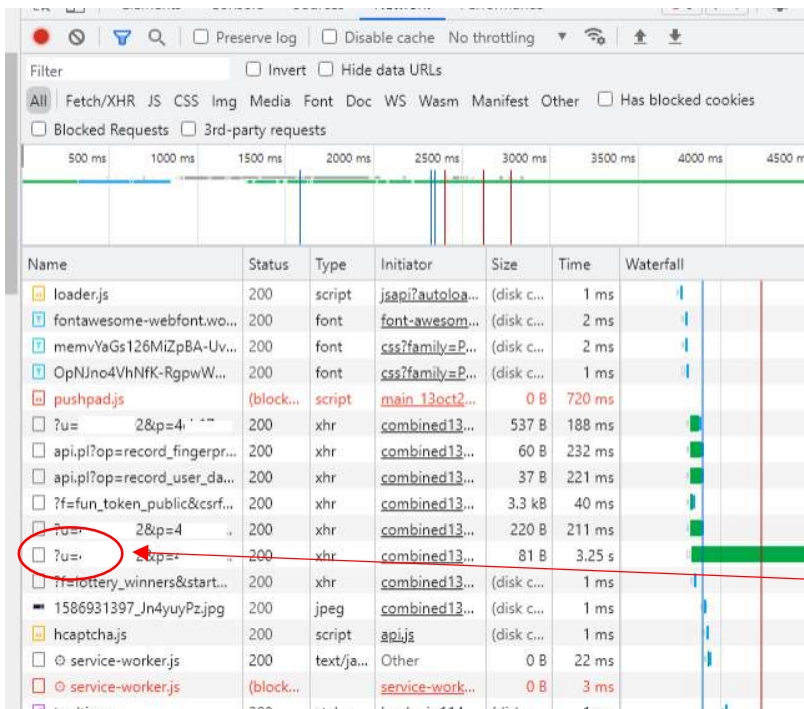 Preserve log Disable cache No throttling
Filter Invert Hide data URLs
All Fetch/XHR JS CSS Img Media Font Doc WS Wasm Manifest Other Has blocked cookies
Blocked Requests 3rd-party requests
500 ms 1000 ms 1500 ms 2000 ms 2500 ms 3000 ms 3500 ms 4000 ms 4500 m
Name Status Type Initiator Size Time Waterfall
loader.js 200 script jsapi?autoloa... (disk c... 1 ms
fontawesome-webfont.wo... 200 font font-awesom... (disk c... 2 ms
memvYaGs126MiZpBA-Uv... 200 font css?family=P... (disk c... 2 ms
OpNJno4VhNfK-RgpwW... 200 font css?family=P... (disk c... 1 ms
pushpad.js (block... script main_13oct2... 0 B 720 ms
?u= 2&p=4 200 xhr combined13... 537 B 188 ms
api.pl?op=record_fingerpr... 200 xhr combined13... 60 B 232 ms
api.pl?op=record_user_da... 200 xhr combined13... 37 B 221 ms
?f=fun_token_public&csrf... 200 xhr combined13... 3.3 kB 40 ms
?u= 2&p=4 200 xhr combined13... 220 B 211 ms
?u= 2&p= 200 xhr combined13... 81 B 3.25 s
?f=lottery_winners&start... 200 xhr combined13... (disk c... 1 ms
1586931397_Jn4yuyPz.jpg 200 jpeg combined13... (disk c... 1 ms
hcaptcha.js 200 script api.js (disk c... 1 ms
service-worker.js 200 text/ja... Other 0 B 22 ms
service-worker.js (block... service-work... 0 B 3 ms